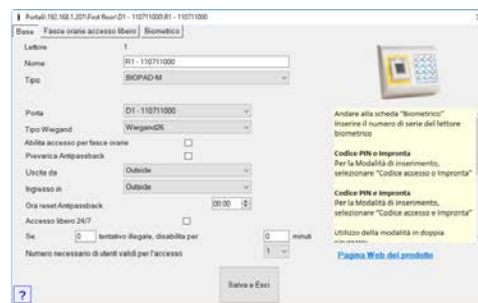 Portali\192.168.1.201\First floor\D1 - 110711000\R1 - 110711000
Base Fasce orarie accesso libero Biometrico
Lettore 1
Nome R1 - 110711000
Tipo BIOPAD-M
Porta D1 - 110711000
Tipo Wiegand Wiegand26
Abilita accesso per fasce orarie
Prevarica Antipassback
Uscita da Outside
Ingresso in Outside
Ora reset Antipassback 00:00
Accesso libero 24/7
Se 0 tentativo illegale, disabilita per 0 minuti
Numero necessario di utenti validi per l'accesso 1
Salva e Esci
?
Andare alla scheda "Biometrico"
Inserire il numero di serie del lettore
biometrico
Codice PIN o Impronta
Per la Modalità di inserimento,
selezionare "Codice accesso o Impronta"
Codice PIN e Impronta
Per la Modalità di inserimento,
selezionare "Codice accesso e Impronta"
Utilizzo della modalità in doppia
Pagina Web del prodotto